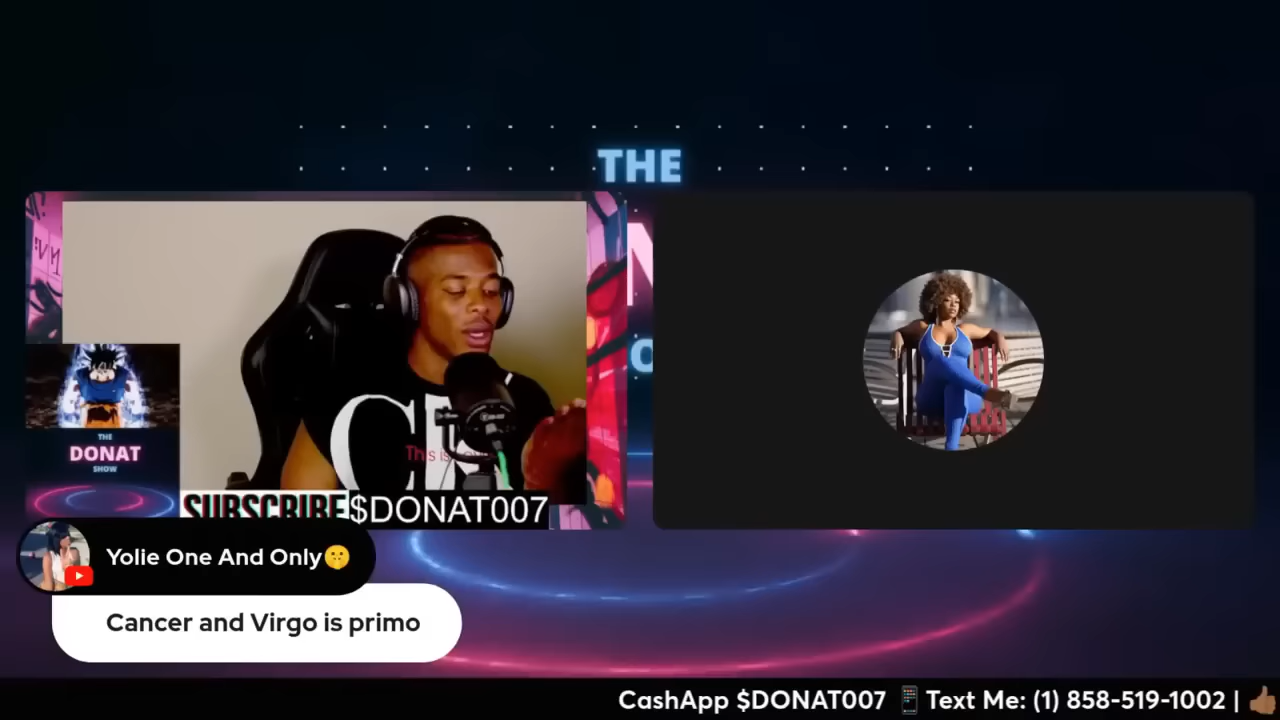 THE
THE
DONAT
SHOW
SUBSCRIBE$DONAT007
Yolie One And Only🤫
Cancer and Virgo is primo
CashApp $DONAT007 📱 Text Me: (1) 858-519-1002 | 👍🏾